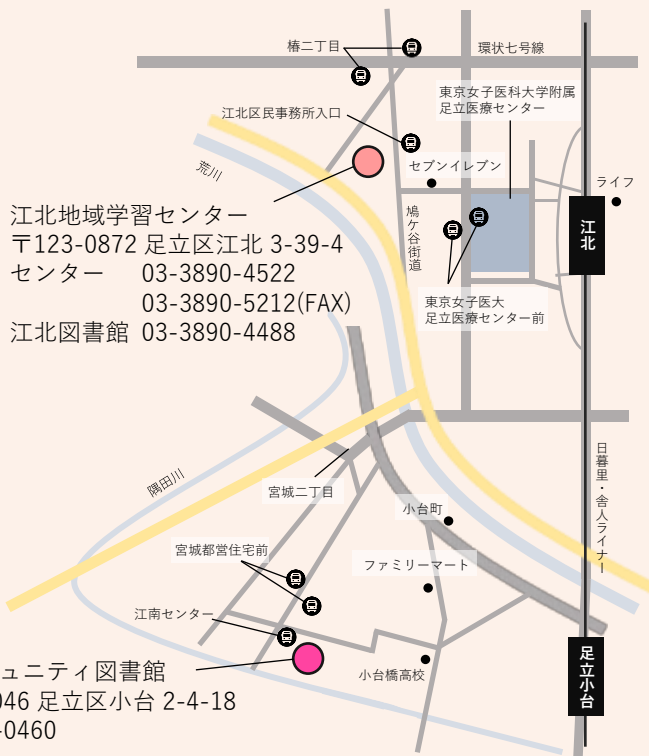 椿二丁目
環状七号線
東京女子医科大学附属
足立医療センター
江北区民事務所入口
荒川
セブンイレブン
ライフ
江北
鳩ケ谷街道
江北地域学習センター
〒123-0872 足立区江北 3-39-4
センター 03-3890-4522
03-3890-5212(FAX)
江北図書館 03-3890-4488
東京女子医大
足立医療センター前
日暮里・舎人ライナー
隅田川
宮城二丁目
小台町
宮城都営住宅前
ファミリーマート
江南センター
小台橋高校
足立小台
ュニティ図書館
046 足立区小台 2-4-18
-0460